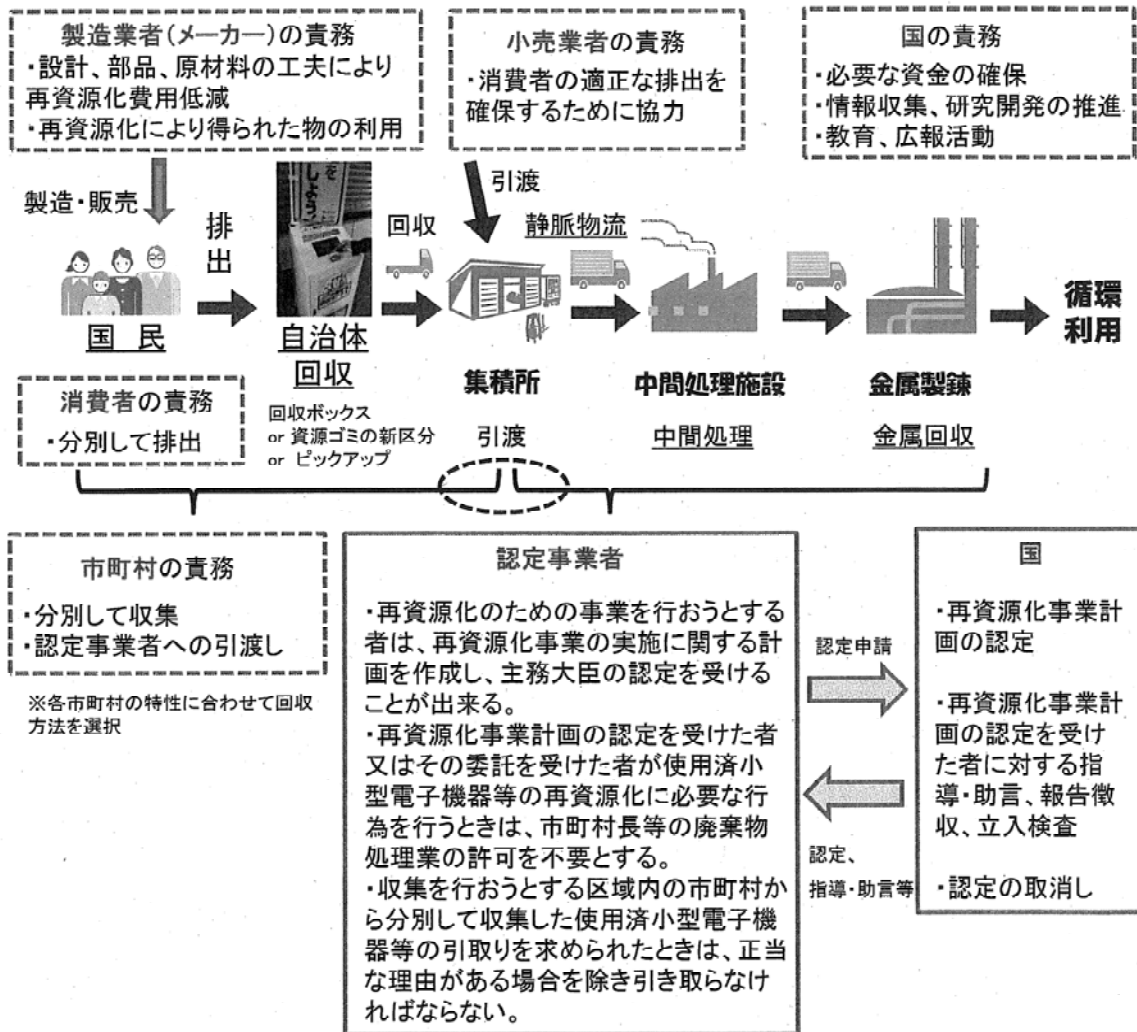 製造業者(メーカー)の責務
・設計、部品、原材料の工夫により
再資源化費用低減
・再資源化により得られた物の利用
小売業者の責務
・消費者の適正な排出を
確保するために協力
国の責務
・必要な資金の確保
・情報収集、研究開発の推進
・教育、広報活動
製造・販売
排出
回収
引渡
静脈物流
国 民
自治体
回収
集積所
中間処理施設
金属製錬
循環
利用
消費者の責務
・分別して排出
回収ボックス
or 資源ゴミの新区分
or ピックアップ
引渡
中間処理
金属回収
市町村の責務
・分別して収集
・認定事業者への引渡し
※各市町村の特性に合わせて回収
方法を選択
認定事業者
・再資源化のための事業を行おうとする
者は、再資源化事業の実施に関する計
画を作成し、主務大臣の認定を受けるこ
とが出来る。
・再資源化事業計画の認定を受けた者
又はその委託を受けた者が使用済小
型電子機器等の再資源化に必要な行
為を行うときは、市町村長等の廃棄物
処理業の許可を不要とする。
・収集を行おうとする区域内の市町村か
ら分別して収集した使用済小型電子機
器等の引取りを求められたときは、正当
な理由がある場合を除き引き取らなけ
ればならない。
認定申請
認定、
指導・助言等
国
・再資源化事業計
画の認定
・再資源化事業計
画の認定を受け
た者に対する指
導・助言、報告徴
収、立入検査
・認定の取消し